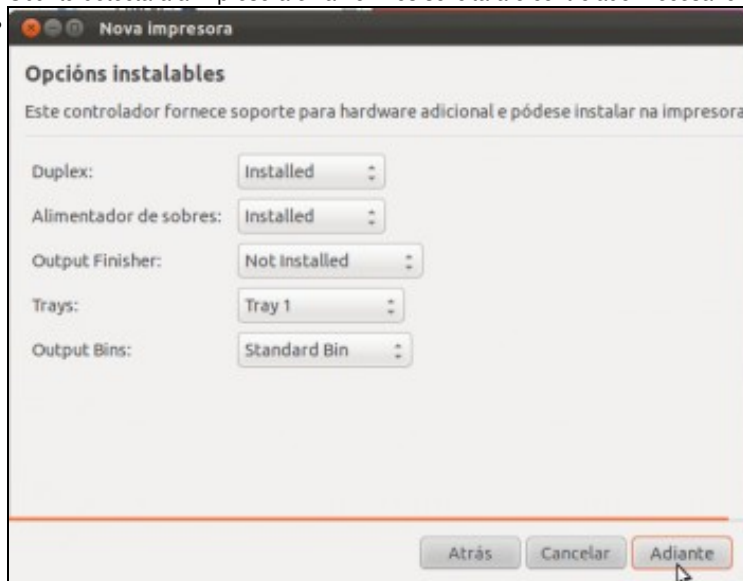 Nova impresora
Opcións instalables
Este controlador fornece soporte para hardware adicional e pódese instalar na impresora
Duplex: Installed
Alimentador de sobres: Installed
Output Finisher: Not Installed
Trays: Tray 1
Output Bins: Standard Bin
Atrás Cancelar Adiante